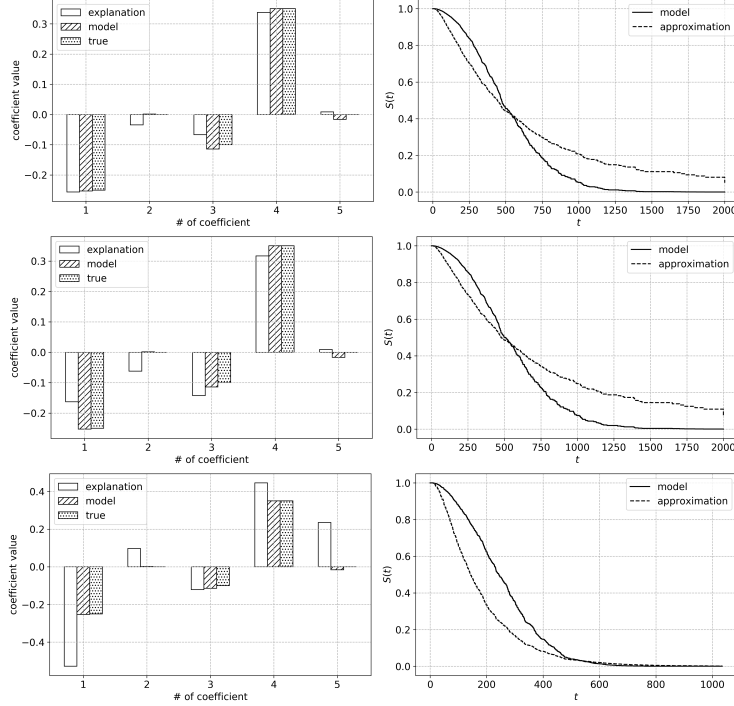 explanation
model
true
0.3
0.2
0.1
0.0
−0.1
−0.2
coefficient value
1 2 3 4 5
# of coefficient
model
approximation
1.0
0.8
0.6
0.4
0.2
0.0
S(t)
0 250 500 750 1000 1250 1500 1750 2000
t
explanation
model
true
0.3
0.2
0.1
0.0
−0.1
−0.2
coefficient value
1 2 3 4 5
# of coefficient
model
approximation
1.0
0.8
0.6
0.4
0.2
0.0
S(t)
0 250 500 750 1000 1250 1500 1750 2000
t
explanation
model
true
0.4
0.2
0.0
−0.2
−0.4
coefficient value
1 2 3 4 5
# of coefficient
model
approximation
1.0
0.8
0.6
0.4
0.2
0.0
S(t)
0 200 400 600 800 1000
t